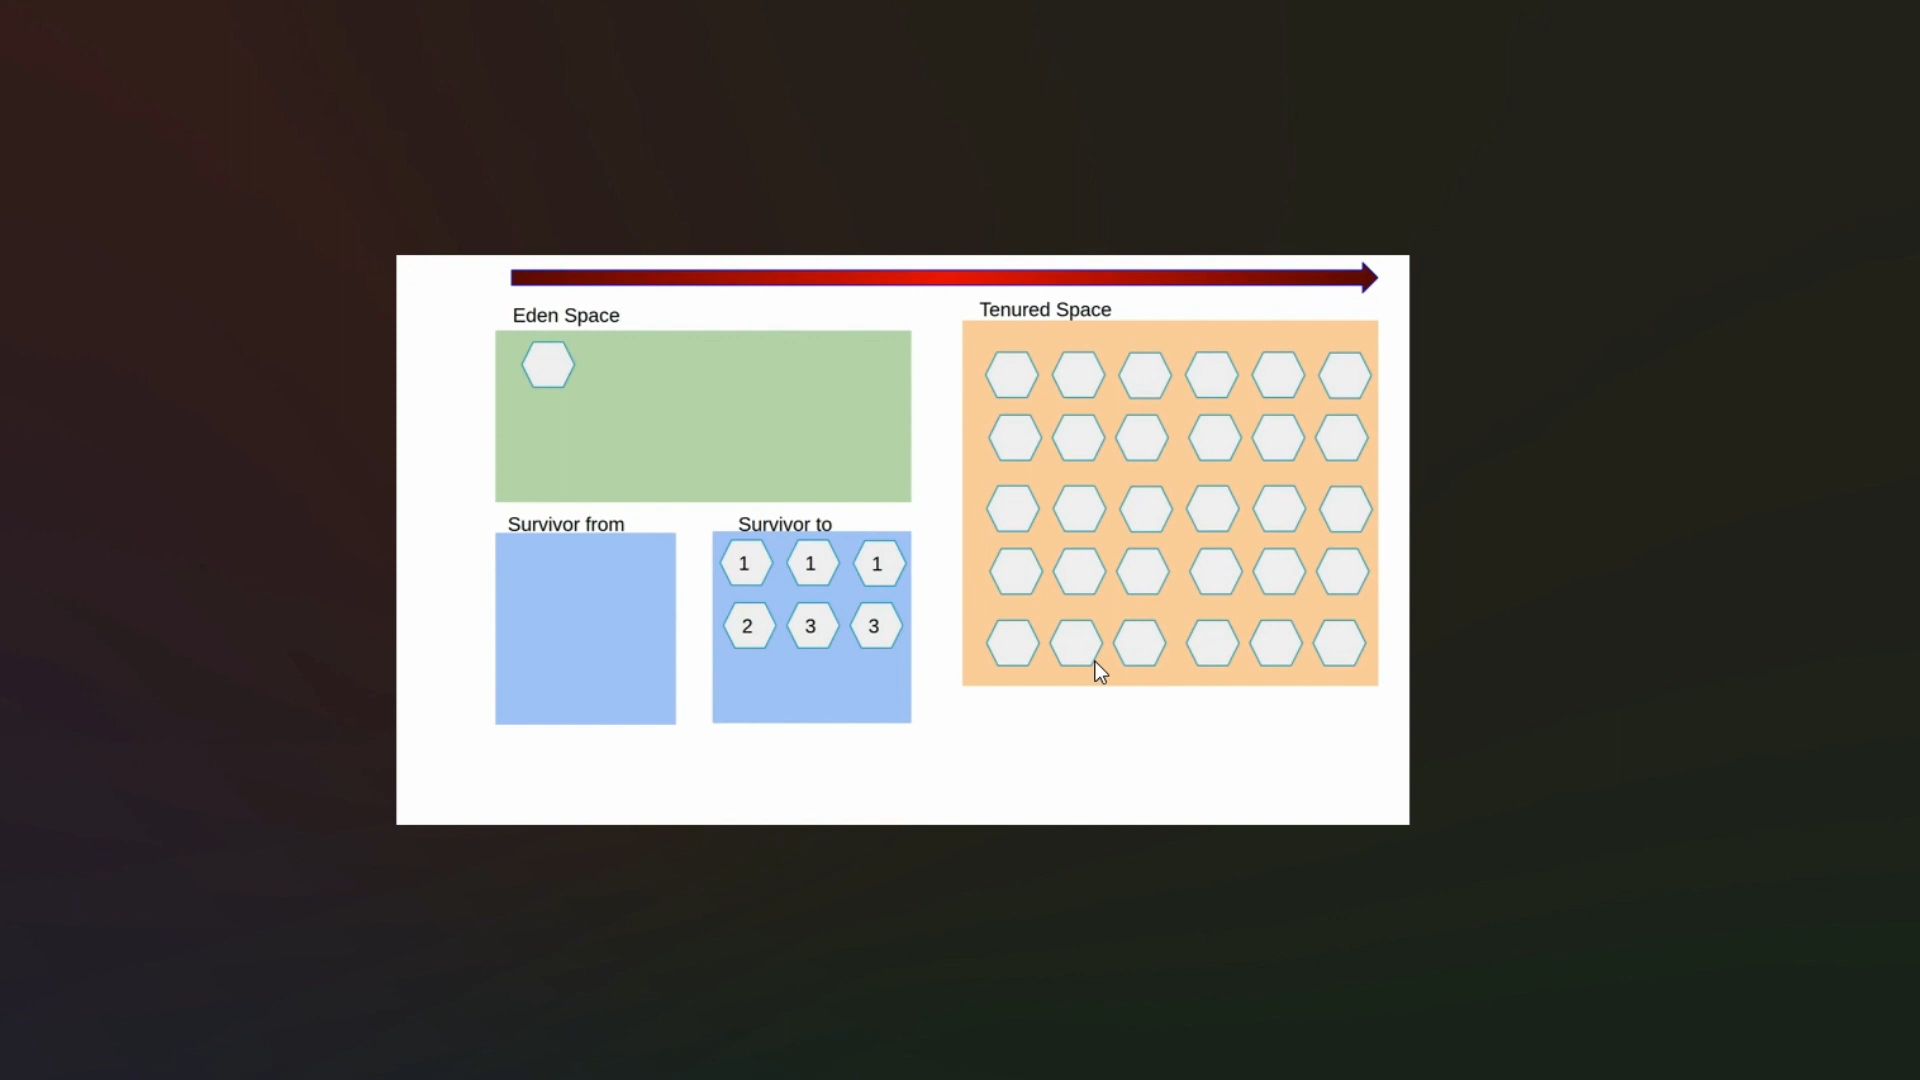 Eden Space
Tenured Space
Survivor from
Survivor to
1 1 1
2 3 3